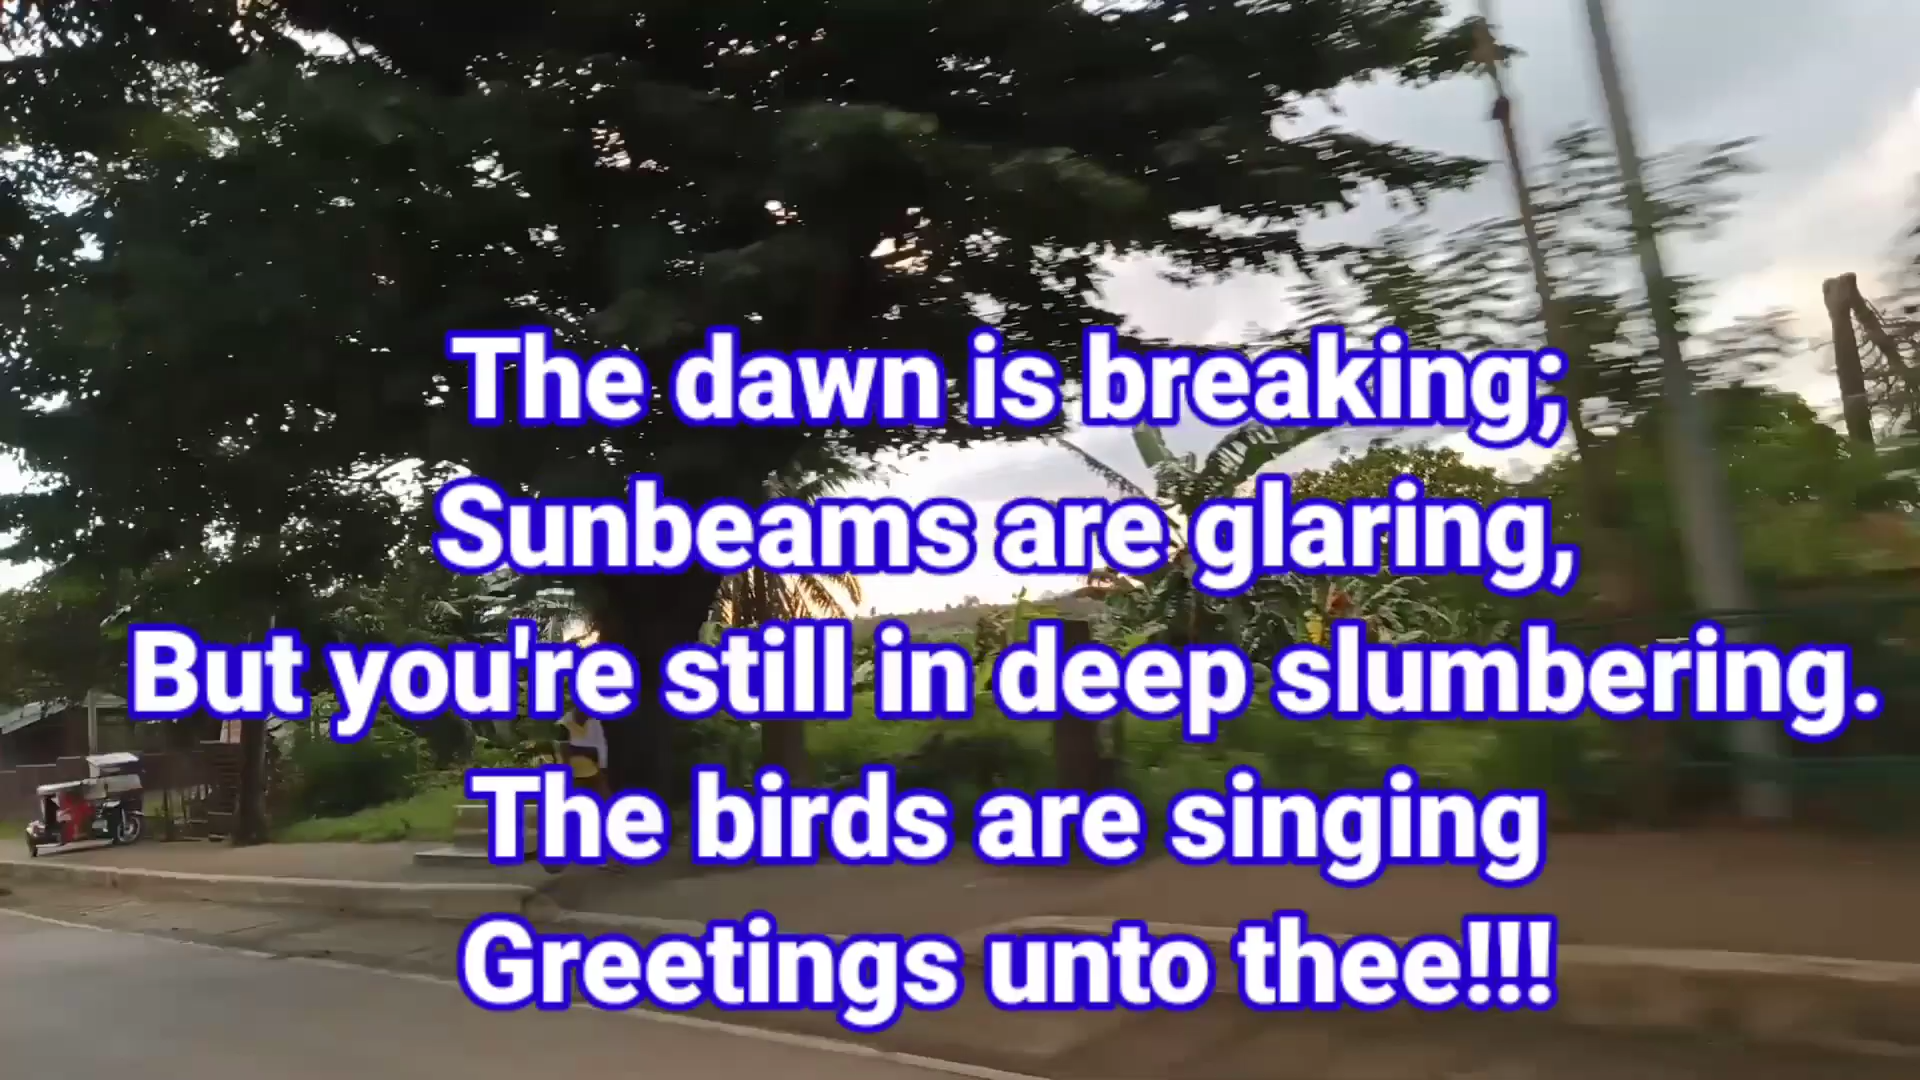 The dawn is breaking;
Sunbeams are glaring,
But you're still in deep slumbering.
The birds are singing
Greetings unto thee!!!